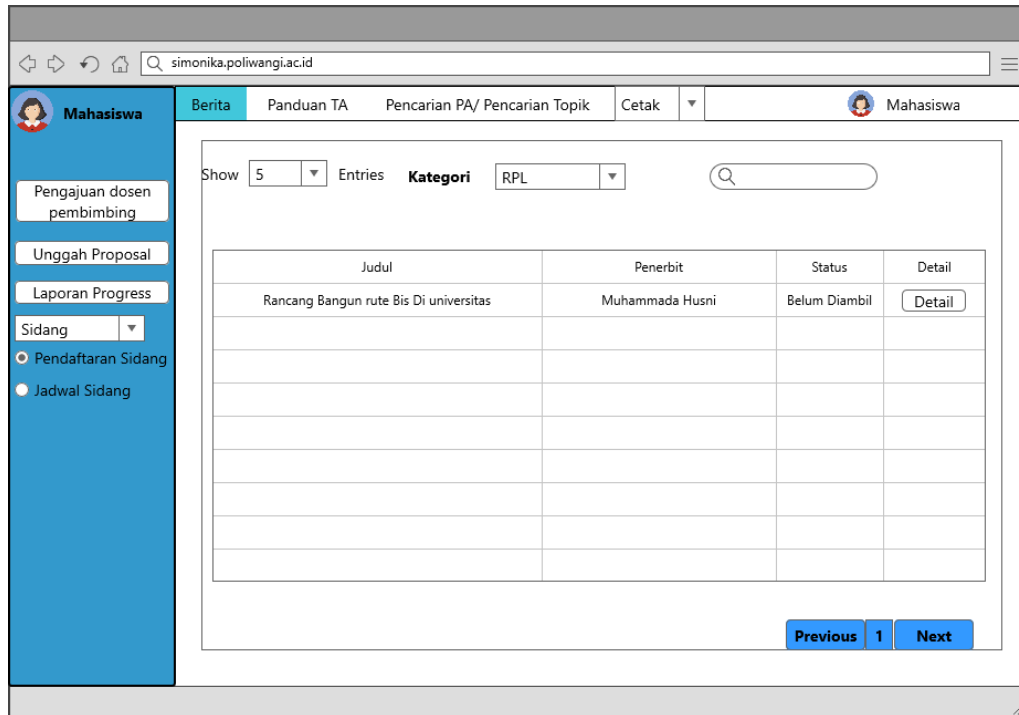 simonika.poliwangi.ac.id
Mahasiswa
Berita Panduan TA Pencarian PA/ Pencarian Topik Cetak Mahasiswa
Pengajuan dosen
pembimbing
Unggah Proposal
Laporan Progress
Sidang
Pendaftaran Sidang
Jadwal Sidang
Show 5 Entries Kategori RPL
Judul Penerbit Status Detail
Rancang Bangun rute Bis Di universitas Muhammada Husni Belum Diambil Detail
Previous 1 Next